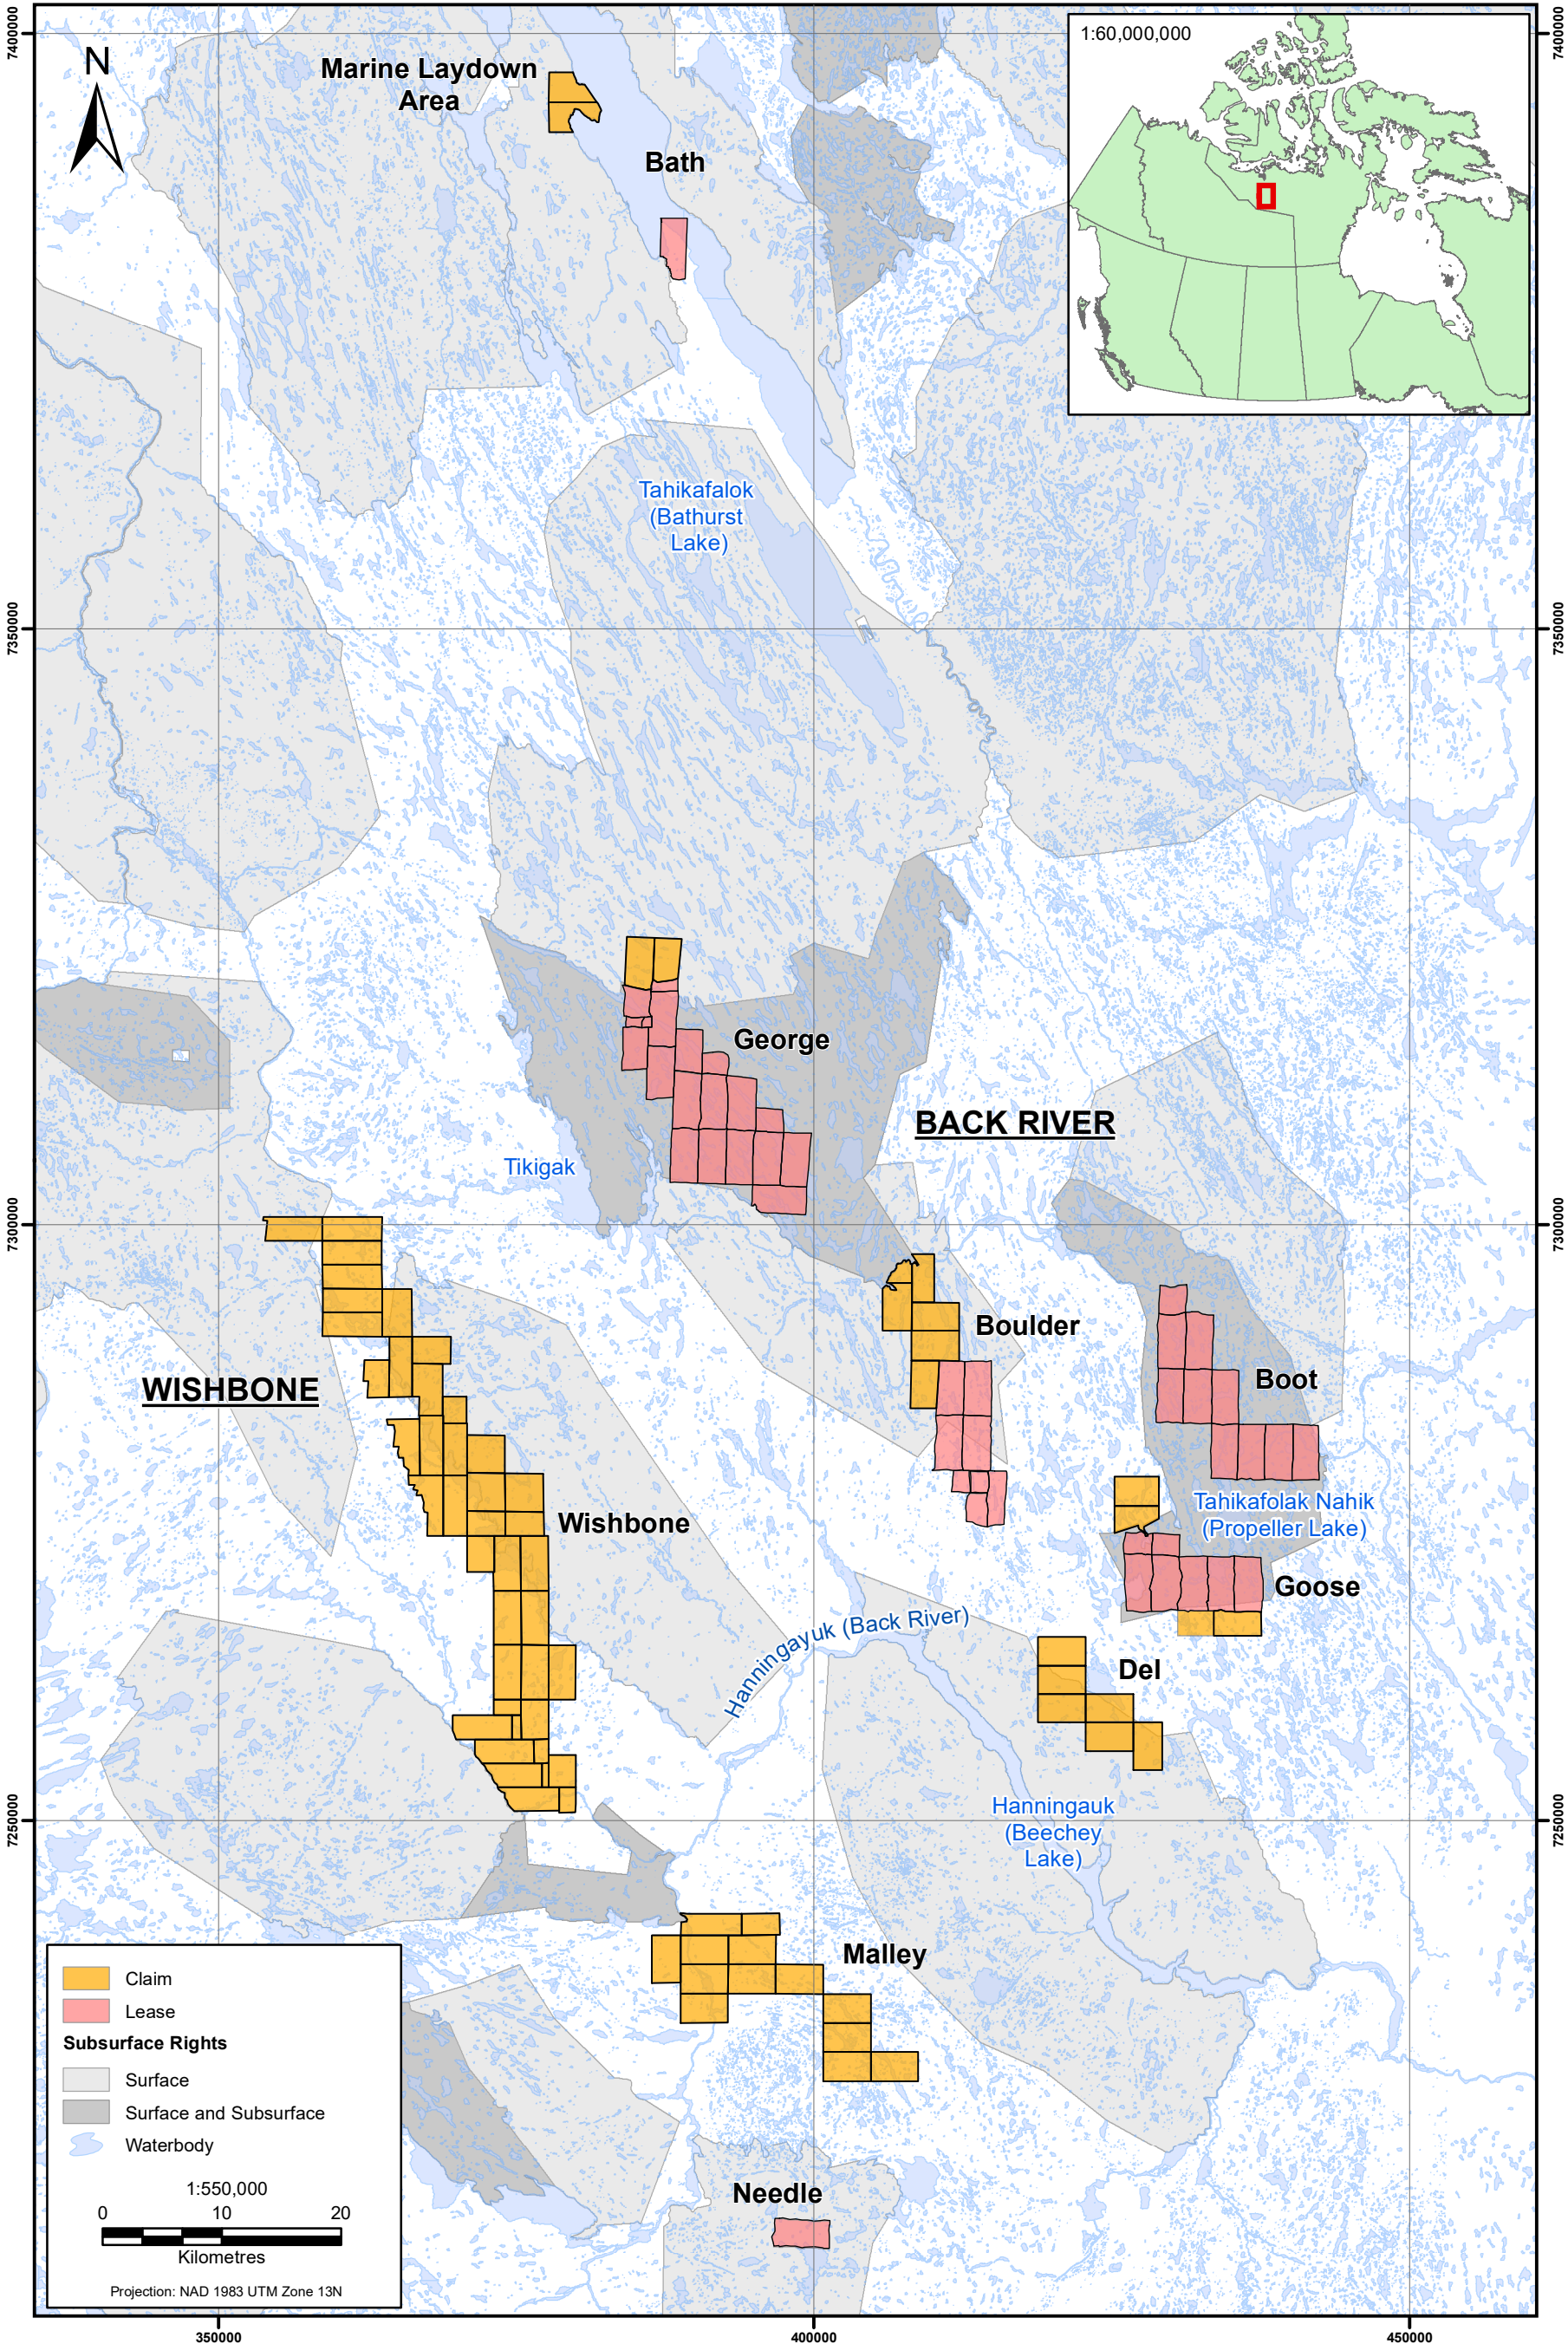 1:60,000,000
N
Marine Laydown
Area
Bath
Tahikafalok
(Bathurst
Lake)
George
BACK RIVER
Tikigak
Boulder
WISHBONE
Boot
Wishbone
Tahikafolak Nahik
(Propeller Lake)
Goose
Hanningayuk (Back River)
Del
Hanningauk
(Beechey
Lake)
Malley
Needle
Claim
Lease
Subsurface Rights
Surface
Surface and Subsurface
Waterbody
1:550,000
0 10 20
Kilometres
Projection: NAD 1983 UTM Zone 13N
7400000
7350000
7300000
7250000
7400000
7350000
7300000
7250000
350000 400000 450000